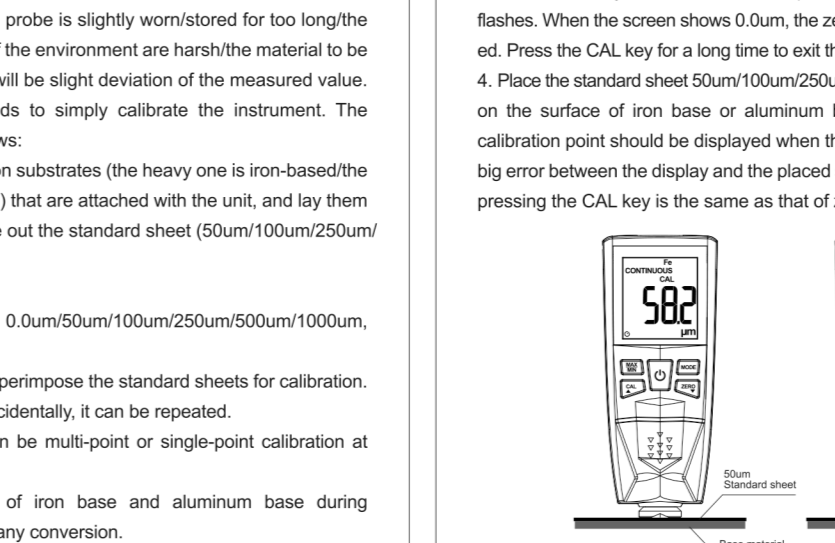 probe is slightly worn/stored for too long/the
the environment are harsh/the material to be
will be slight deviation of the measured value.
ds to simply calibrate the instrument. The
ws:
on substrates (the heavy one is iron-based/the
) that are attached with the unit, and lay them
out the standard sheet (50um/100um/250um/
0.0um/50um/100um/250um/500um/1000um,
perimpose the standard sheets for calibration.
cidentally, it can be repeated.
n be multi-point or single-point calibration at
of iron base and aluminum base during
any conversion.
flashes. When the screen shows 0.0um, the ze
ed. Press the CAL key for a long time to exit th
4. Place the standard sheet 50um/100um/250u
on the surface of iron base or aluminum b
calibration point should be displayed when th
big error between the display and the placed
pressing the CAL key is the same as that of
Fe
CONTINUOUS
CAL
58.2
µm
MAX
MIN
MODE
CAL
ZERO
50um
Standard sheet
Base material